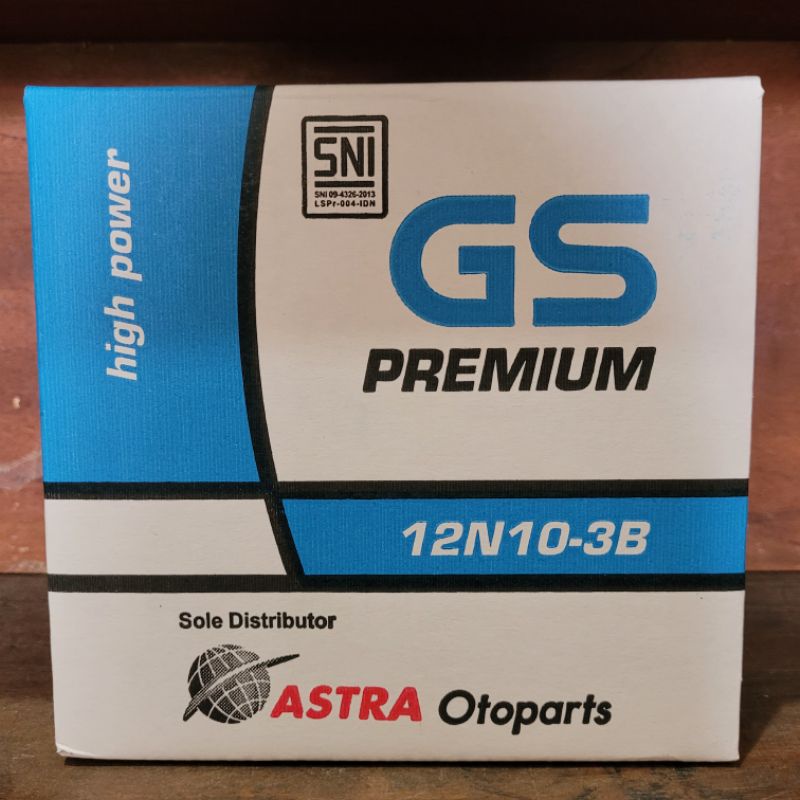 high power
SNI
SNI 09-4326-2013
LSPr-004-IDN
GS
PREMIUM
12N10-3B
Sole Distributor
ASTRA Otoparts